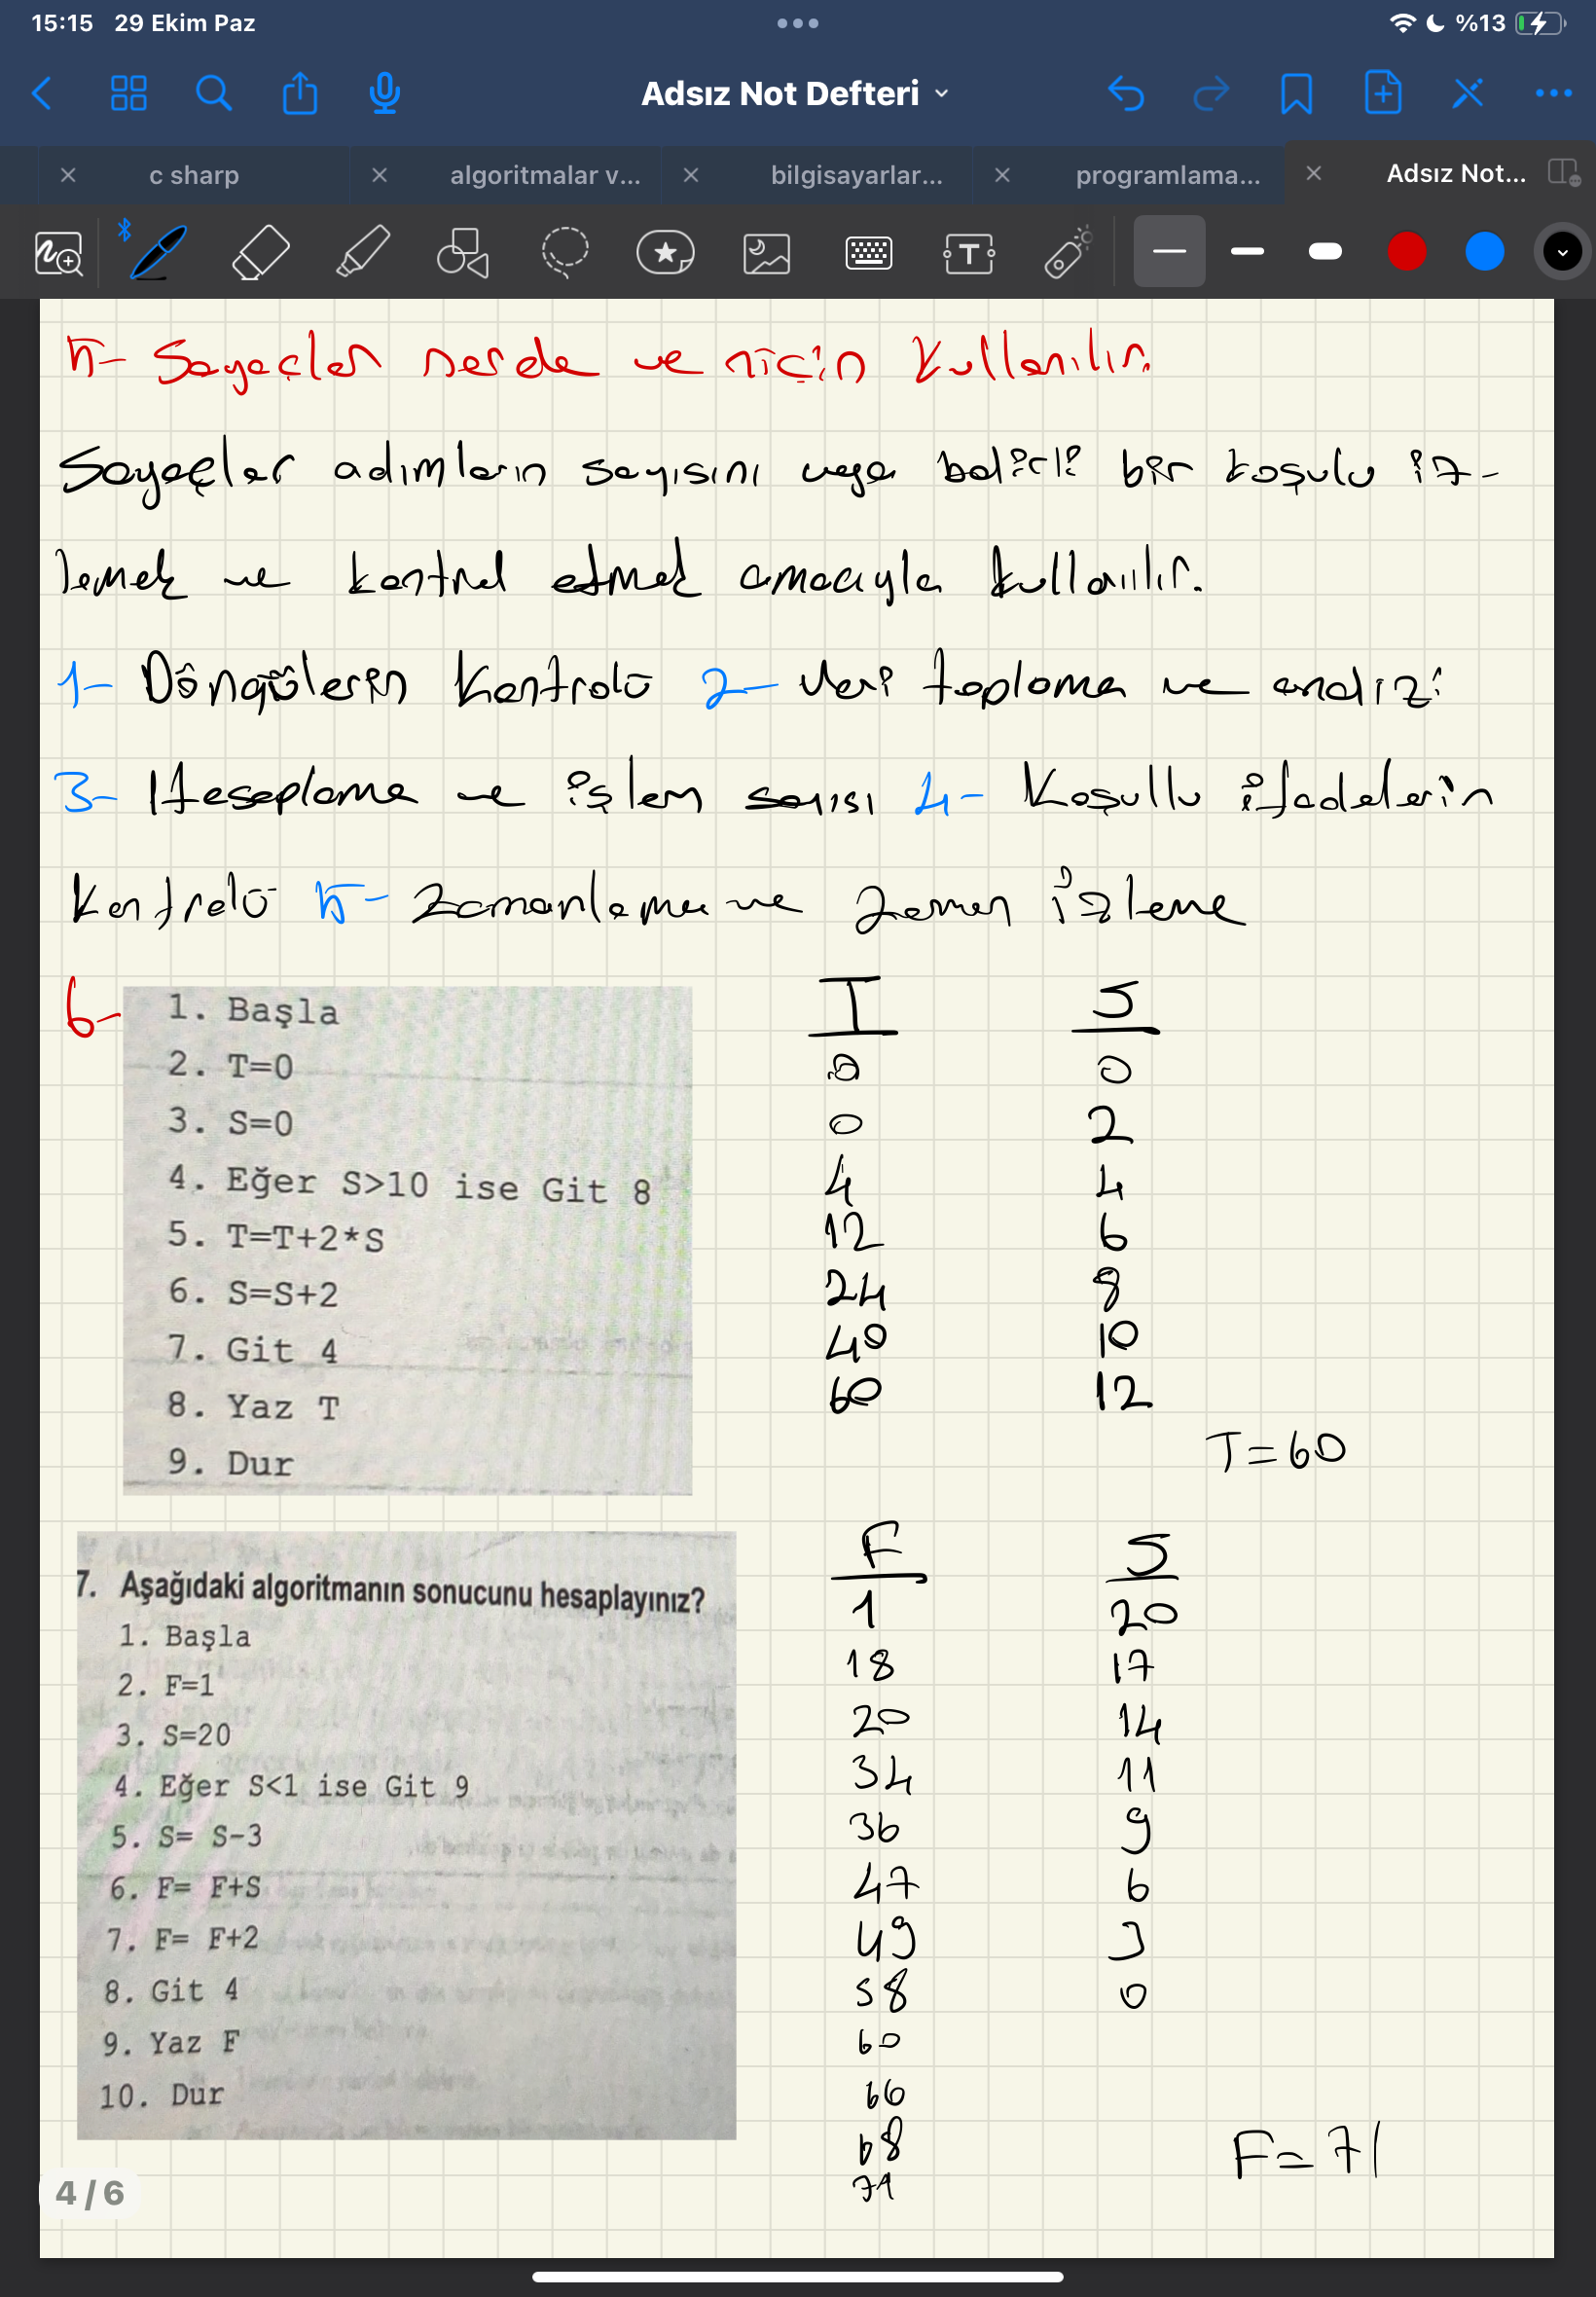 15:15 29 Ekim Paz
%13
Adsız Not Defteri
c sharp
algoritmalar v...
bilgisayarlar...
programlama...
Adsız Not...
5- Sayaçlar nerde ve niçin kullanılır.
Sayaçlar adımların sayısını veya belirli bir koşulu iz-
lemek ve kontrol etmek amacıyla kullanılır.
1- Döngülerin kontrolü 2- Veri toplama ve analizi
3- Hesaplama ve işlem sayısı 4- Koşullu ifadelerin
kontrolü 5- Zamanlama ve zaman izleme
6-
1. Başla
2. T=0
3. S=0
4. Eğer S>10 ise Git 8
5. T=T+2*S
6. S=S+2
7. Git 4
8. Yaz T
9. Dur
T S
0 0
0 2
4 4
12 6
24 8
40 10
60 12
T=60
7. Aşağıdaki algoritmanın sonucunu hesaplayınız?
1. Başla
2. F=1
3. S=20
4. Eğer S<1 ise Git 9
5. S= S-3
6. F= F+S
7. F= F+2
8. Git 4
9. Yaz F
10. Dur
F S
1 20
18 17
20 14
34 11
36 9
47 6
49 3
58 0
60
66
68
71
F=71
4/6